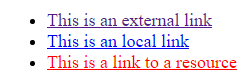 This is an external link
This is an local link
This is a link to a resource